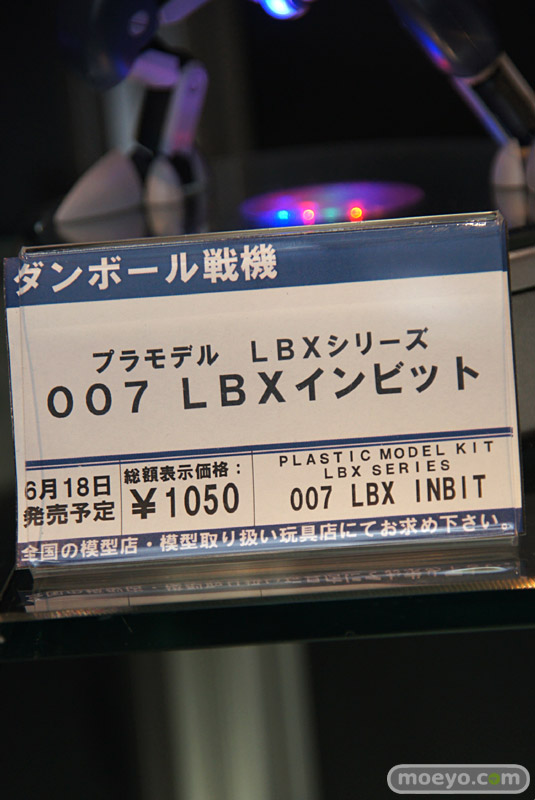 ダンボール戦機
プラモデル LBXシリーズ
007 LBXインビット
6月18日
発売予定
総額表示価格：
¥1050
PLASTIC MODEL KIT
LBX SERIES
007 LBX INBIT
全国の模型店・模型取り扱い玩具店にてお求め下さい。
moeyo.com